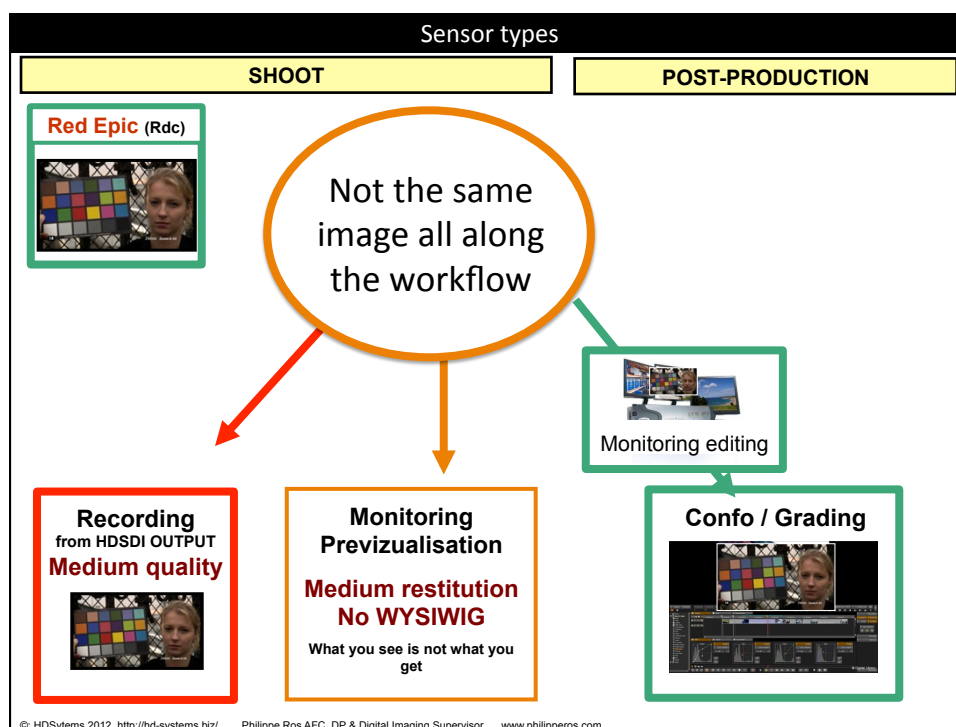 Sensor types
SHOOT
POST-PRODUCTION
Red Epic (Rdc)
Not the same
image all along
the workflow
Monitoring editing
Recording
from HDSDI OUTPUT
Medium quality
Monitoring
Previzualisation
Medium restitution
No WYSIWIG
What you see is not what you
get
Confo / Grading
©: HDSytems 2012 http://hd-systems.biz/ Philippe Ros AFC, DP & Digital Imaging Supervisor www.philipperos.com